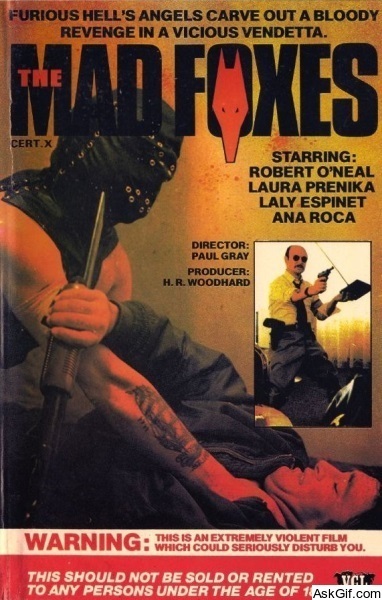 FURIOUS HELL'S ANGELS CARVE OUT A BLOODY
REVENGE IN A VICIOUS VENDETTA.
THE
MAD FOXES
CERT.X
STARRING:
ROBERT O'NEAL
LAURA PRENIKA
LALY ESPINET
ANA ROCA
DIRECTOR:
PAUL GRAY
PRODUCER:
H. R. WOODHARD
WARNING: THIS IS AN EXTREMELY VIOLENT FILM
WHICH COULD SERIOUSLY DISTURB YOU.
THIS SHOULD NOT BE SOLD OR RENTED
TO ANY PERSONS UNDER THE AGE OF
VCL
AskGif.com